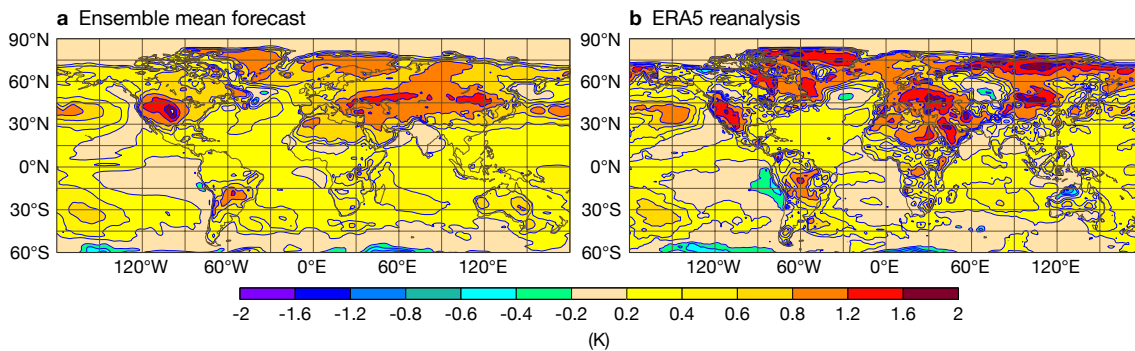 a Ensemble mean forecast
b ERA5 reanalysis
90°N
60°N
30°N
0°N
30°S
60°S
120°W
60°W
0°E
60°E
120°E
90°N
60°N
30°N
0°N
30°S
60°S
120°W
60°W
0°E
60°E
120°E
-2
-1.6
-1.2
-0.8
-0.6
-0.4
-0.2
0.2
0.4
0.6
0.8
1.2
1.6
2
(K)